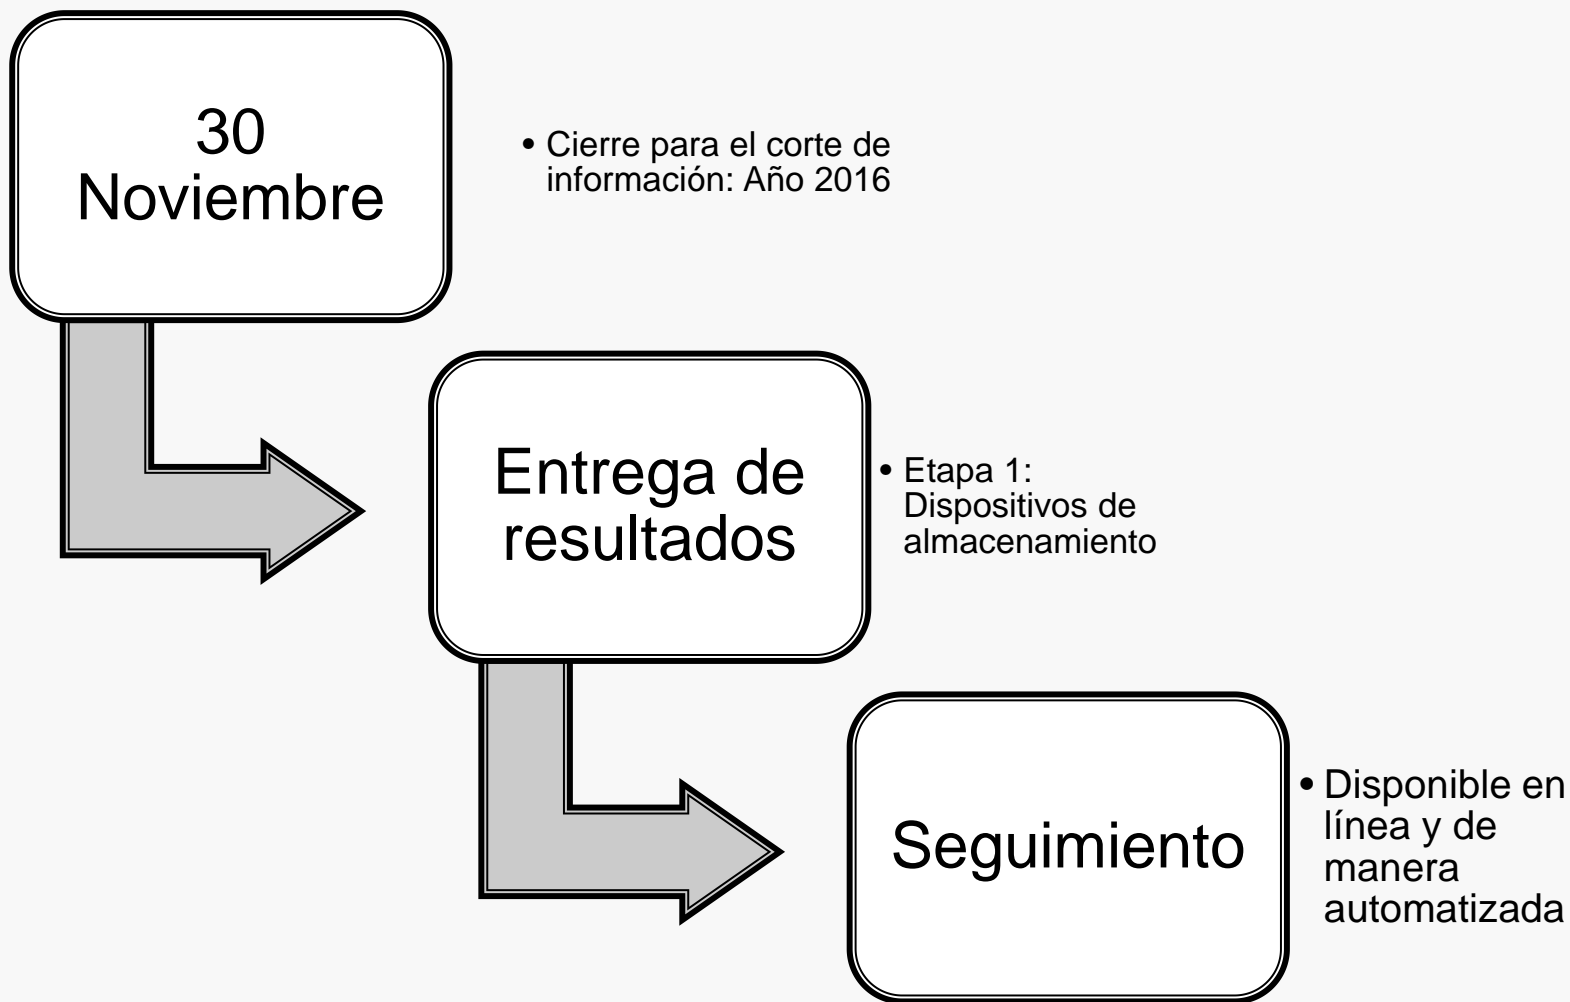 30
Noviembre
• Cierre para el corte de
información: Año 2016
Entrega de
resultados
• Etapa 1:
Dispositivos de
almacenamiento
Seguimiento
• Disponible en
línea y de
manera
automatizada